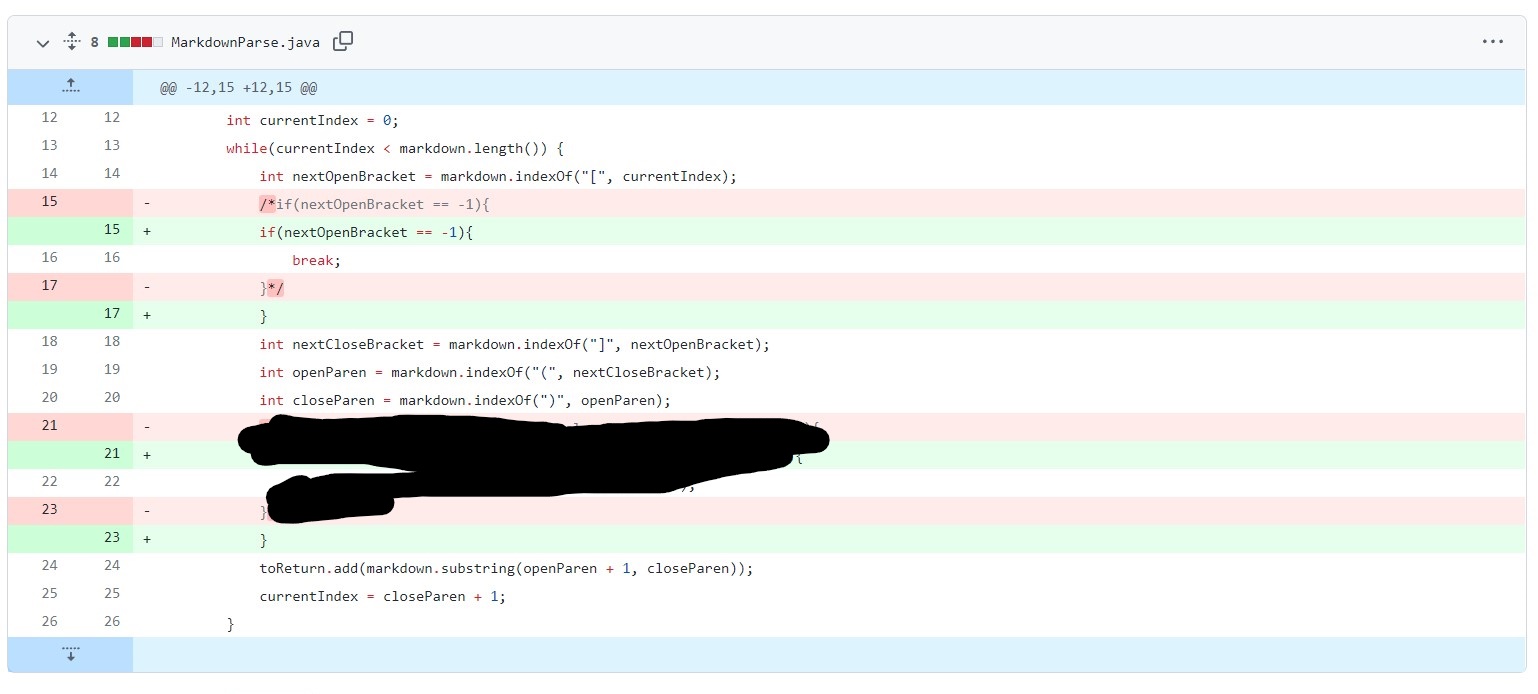 8 MarkdownParse.java ...
@@ -12,15 +12,15 @@
12 12 int currentIndex = 0;
13 13 while(currentIndex < markdown.length()) {
14 14 int nextOpenBracket = markdown.indexOf("[", currentIndex);
15 - /*if(nextOpenBracket == -1){
15 + if(nextOpenBracket == -1){
16 16 break;
17 - }*/
17 + }
18 18 int nextCloseBracket = markdown.indexOf("]", nextOpenBracket);
19 19 int openParen = markdown.indexOf("(", nextCloseBracket);
20 20 int closeParen = markdown.indexOf(")", openParen);
21 - {
21 + {
22 22
23 - }
23 + }
24 24 toReturn.add(markdown.substring(openParen + 1, closeParen));
25 25 currentIndex = closeParen + 1;
26 26 }